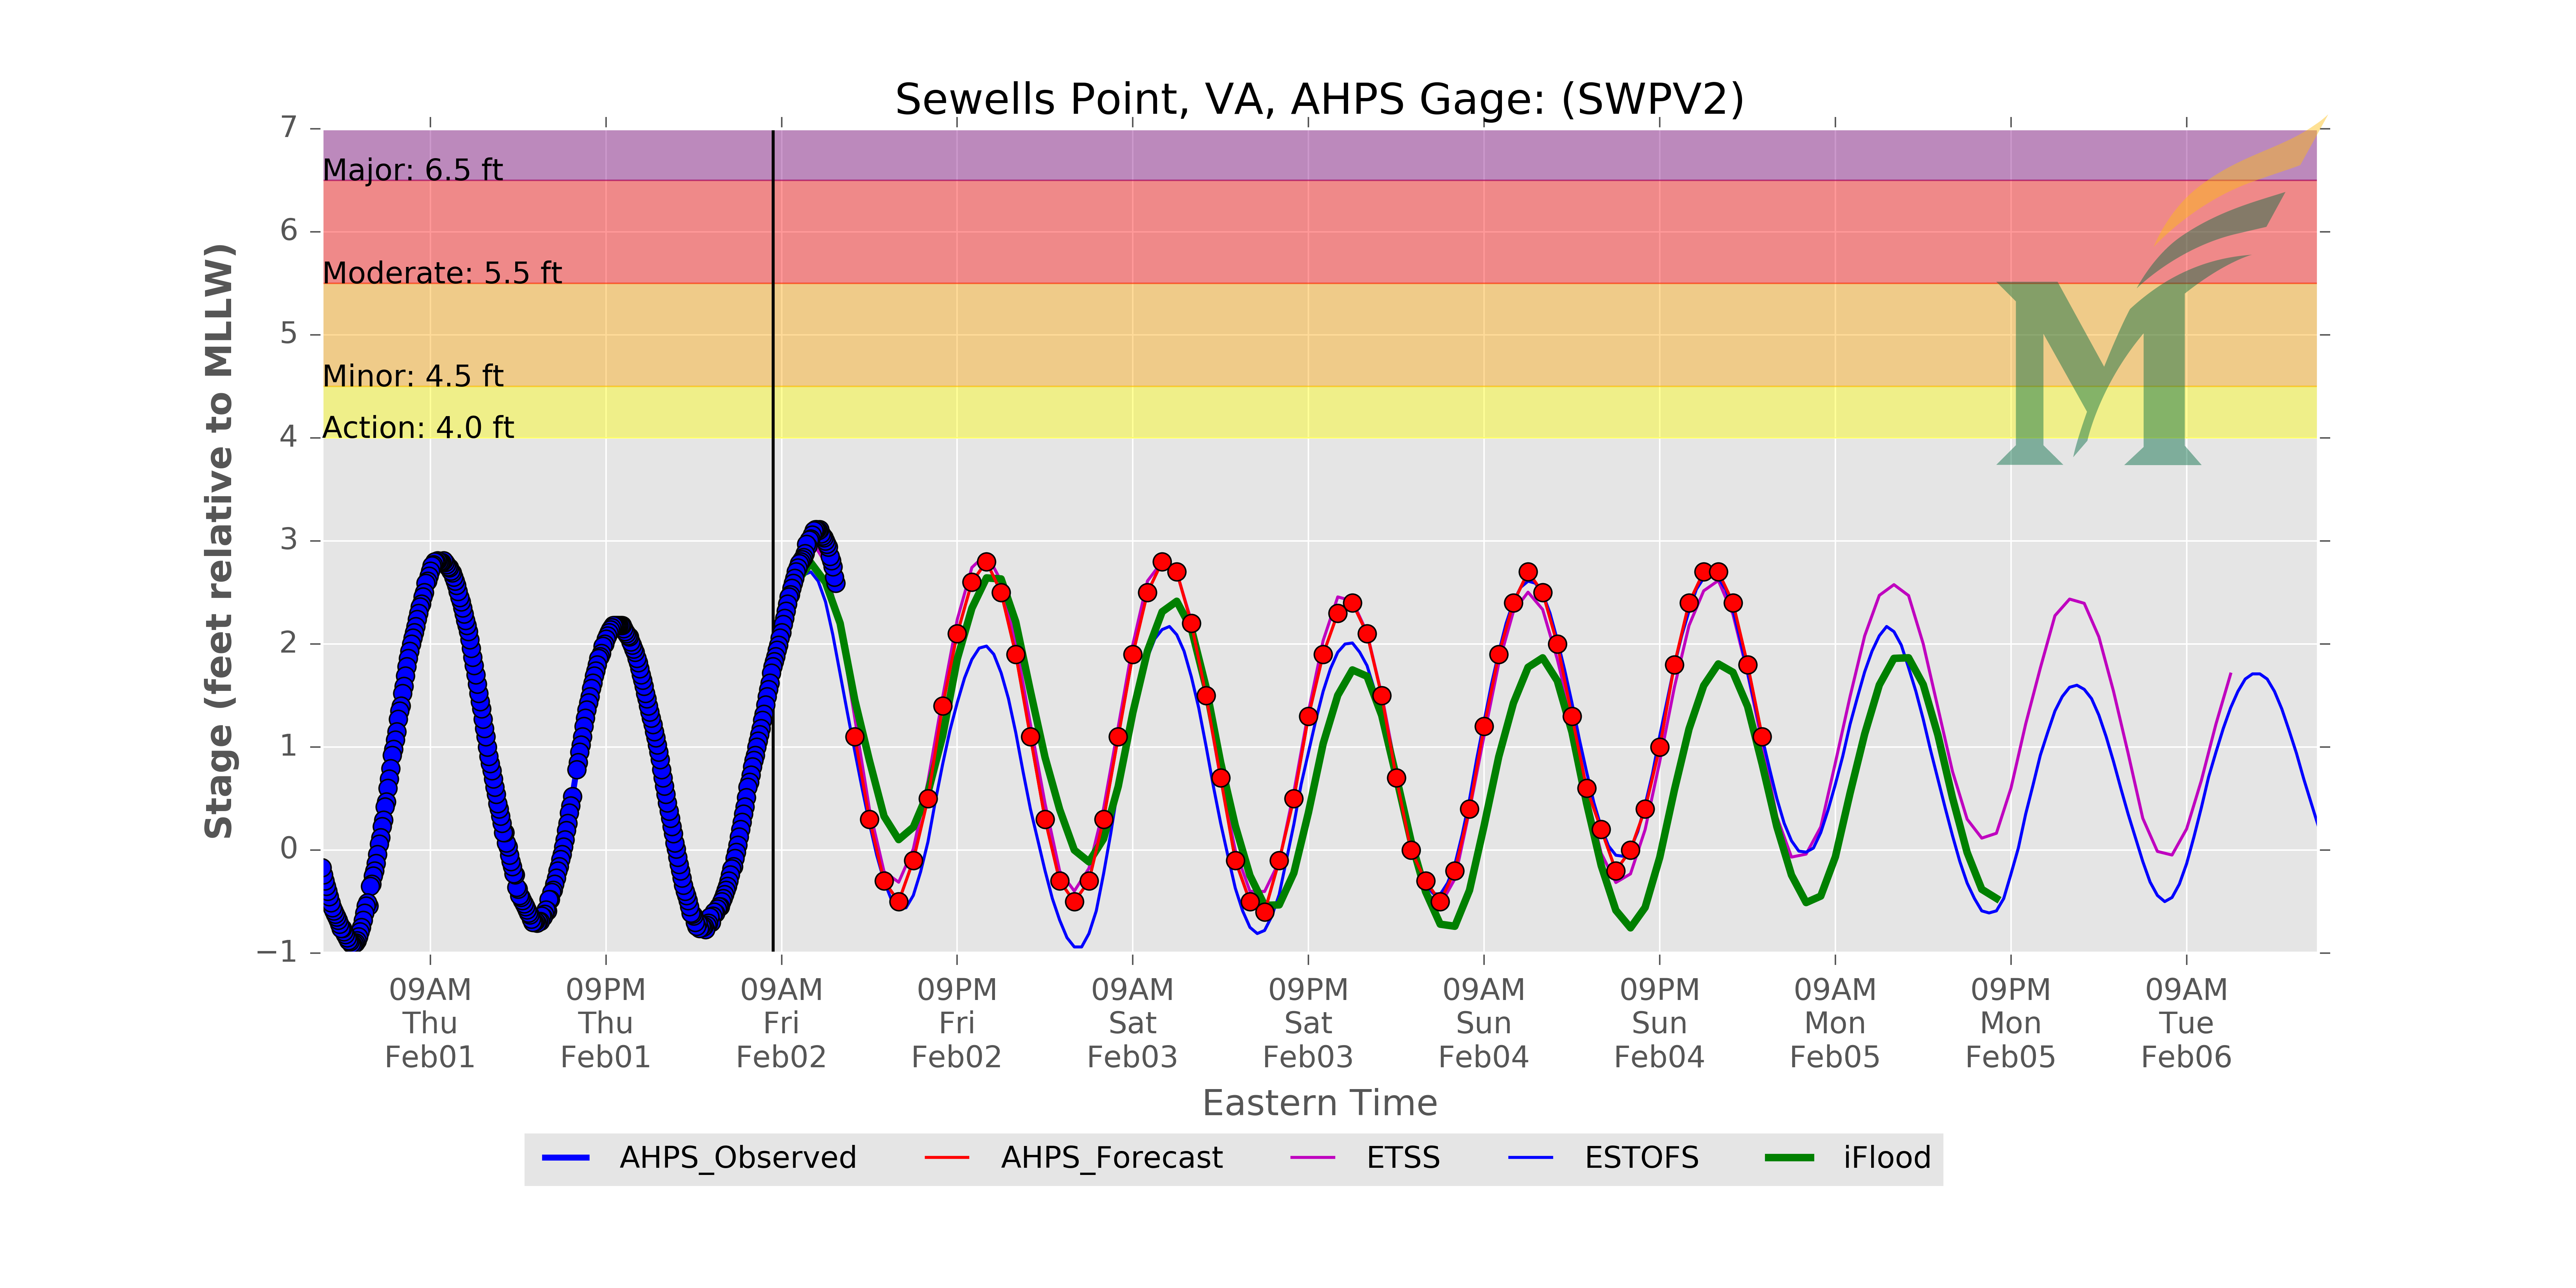 Sewells Point, VA, AHPS Gage: (SWPV2)
Stage (feet relative to MLLW)
7
Major: 6.5 ft
6
Moderate: 5.5 ft
5
Minor: 4.5 ft
Action: 4.0 ft
4
3
2
1
0
−1
09AM 09PM 09AM 09PM 09AM 09PM 09AM 09PM 09AM 09PM 09AM
Thu Thu Fri Fri Sat Sat Sun Sun Mon Mon Tue
Feb01 Feb01 Feb02 Feb02 Feb03 Feb03 Feb04 Feb04 Feb05 Feb05 Feb06
Eastern Time
AHPS_Observed AHPS_Forecast ETSS ESTOFS iFlood
M